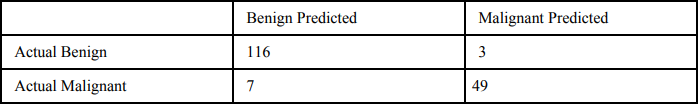 Benign Predicted Malignant Predicted
Actual Benign 116 3
Actual Malignant 7 49